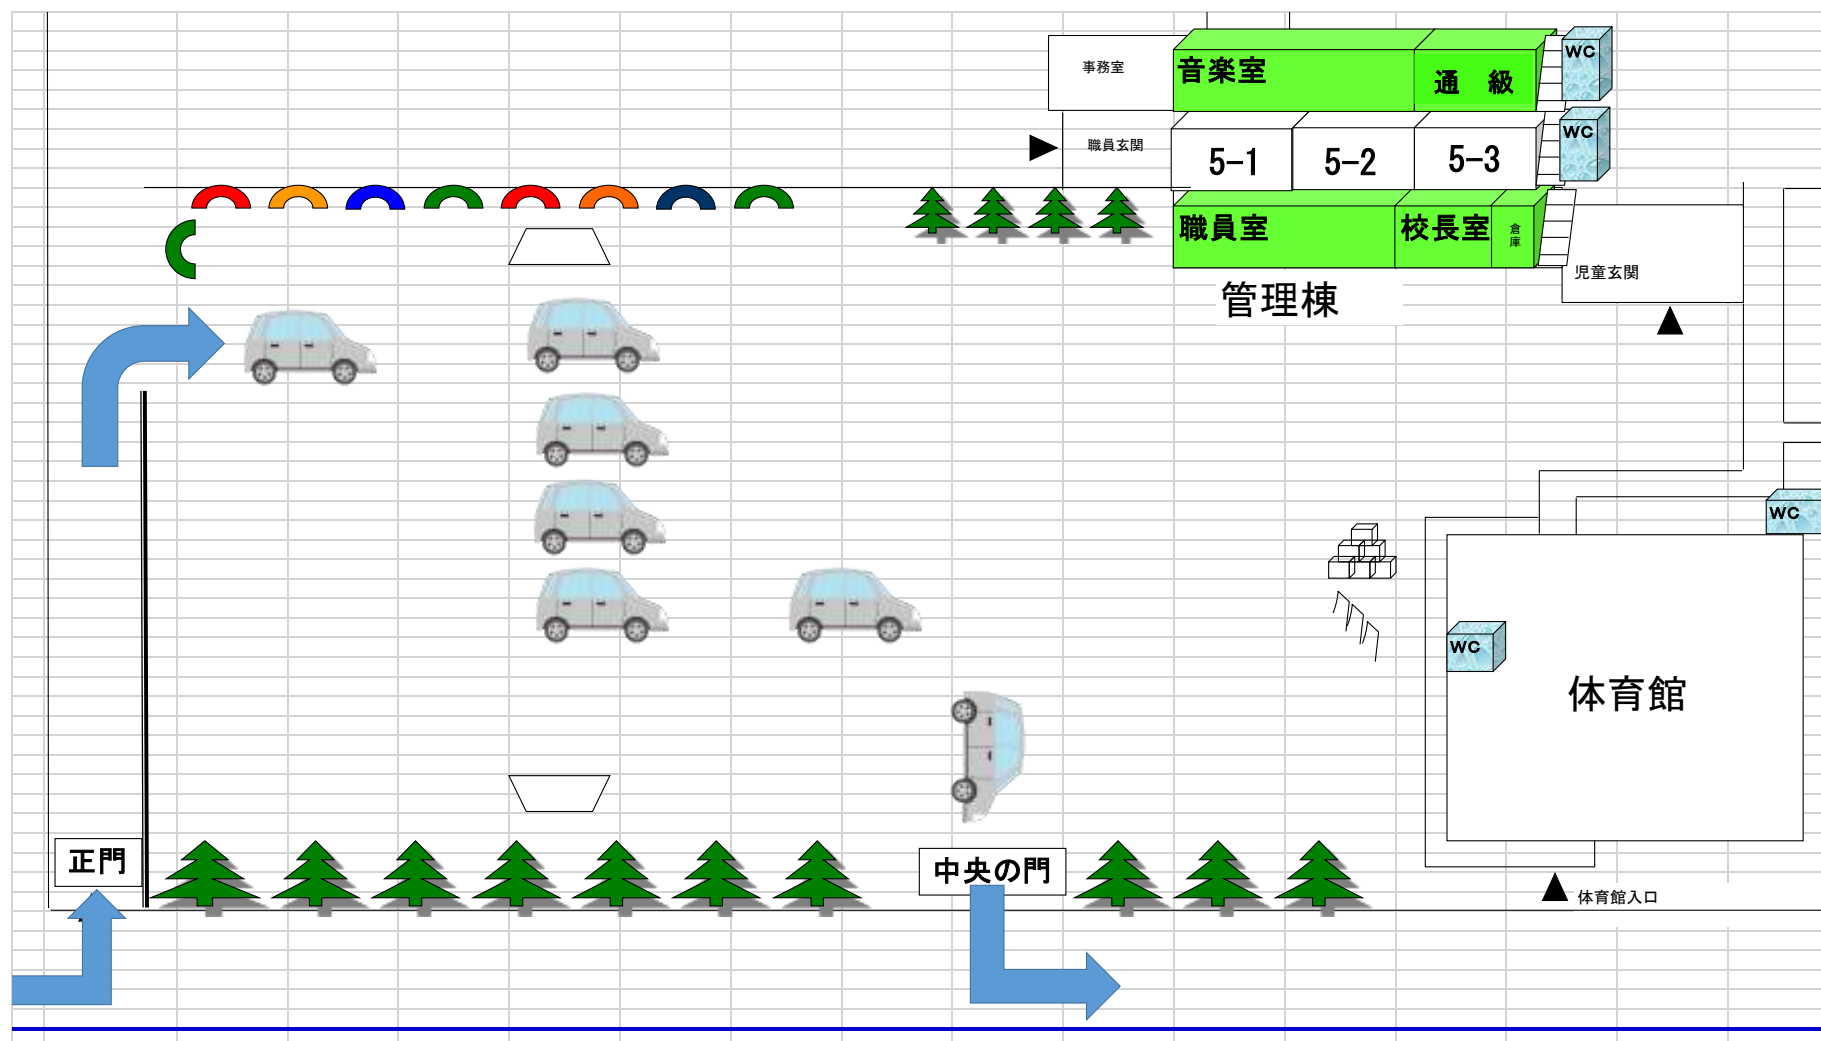 事務室
音楽室
通　級
WC
職員玄関
5-1
5-2
5-3
WC
職員室
校長室
倉庫
管理棟
児童玄関
WC
WC
体育館
正門
中央の門
体育館入口